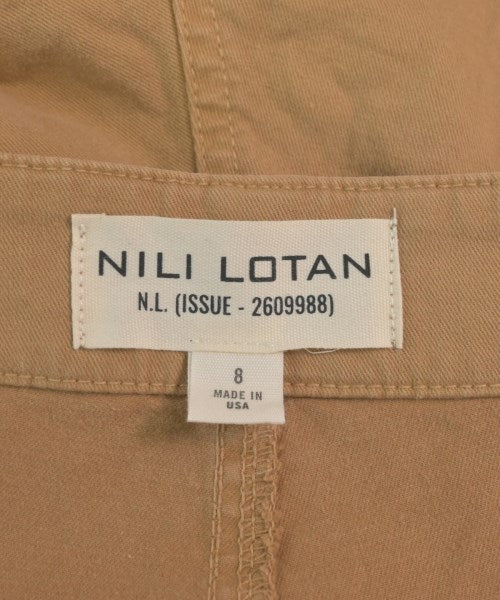 NILI LOTAN
N.L. (ISSUE - 2609988)
8
MADE IN
USA